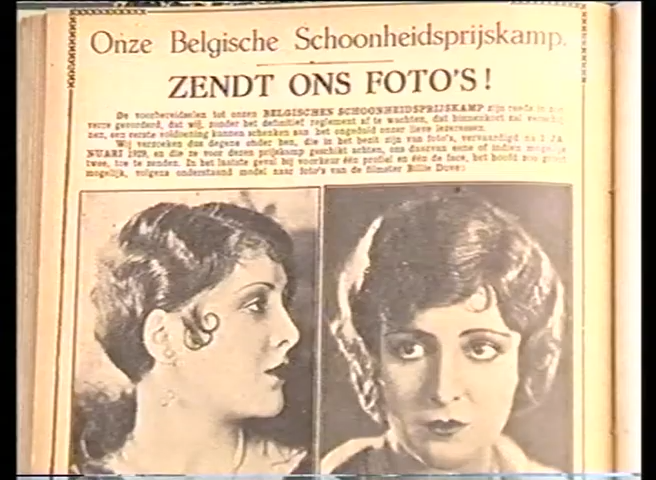 Onze Belgische Schoonheidsprijskamp.
ZENDT ONS FOTO'S!
De voorbereidselen tot onzen BELGISCHEN SCHOONHEIDSPRIJSKAMP zijn reeds in
verre gevorderd, dat wij, zonder het definitief reglement af te wachten, dat binnenkort zal
een eerste voldoening kunnen schenken aan het ongeduld onzer lieve lezeressen.
Wij verzoeken dus degene onder hen, die in het bezit zijn van foto's, vervaardigd na 1 JA
NUARI 1929, en die ze voor dezen prijskamp geschikt achten, ons daarvan eene of indien mogelijk
twee, toe te zenden. In het laatste geval bij voorkeur één profiel en één de face, het hoofd zoo groot
mogelijk, volgens onderstaand model naar foto's van de filmster Billie Dove: